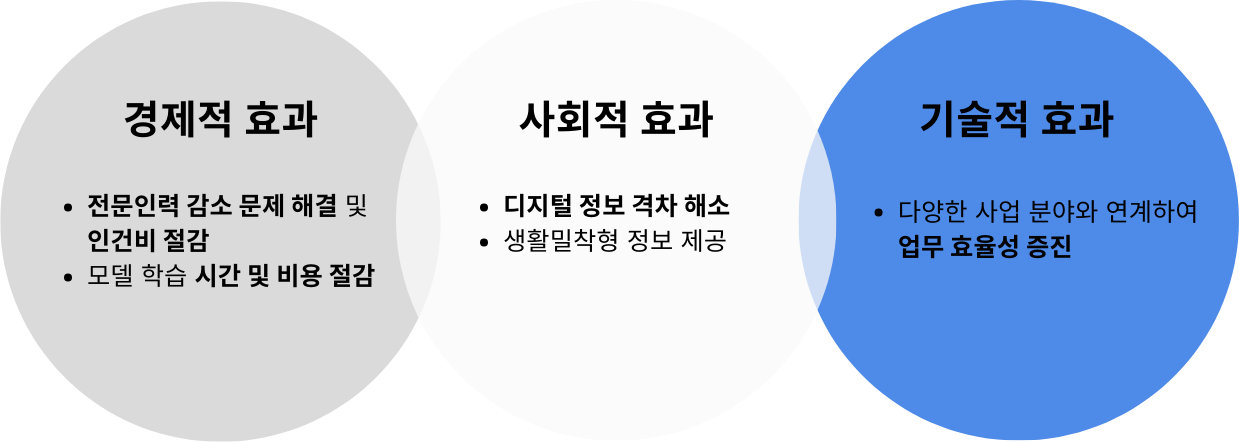 경제적 효과
• 전문인력 감소 문제 해결 및
인건비 절감
• 모델 학습 시간 및 비용 절감
사회적 효과
• 디지털 정보 격차 해소
• 생활밀착형 정보 제공
기술적 효과
• 다양한 사업 분야와 연계하여
업무 효율성 증진